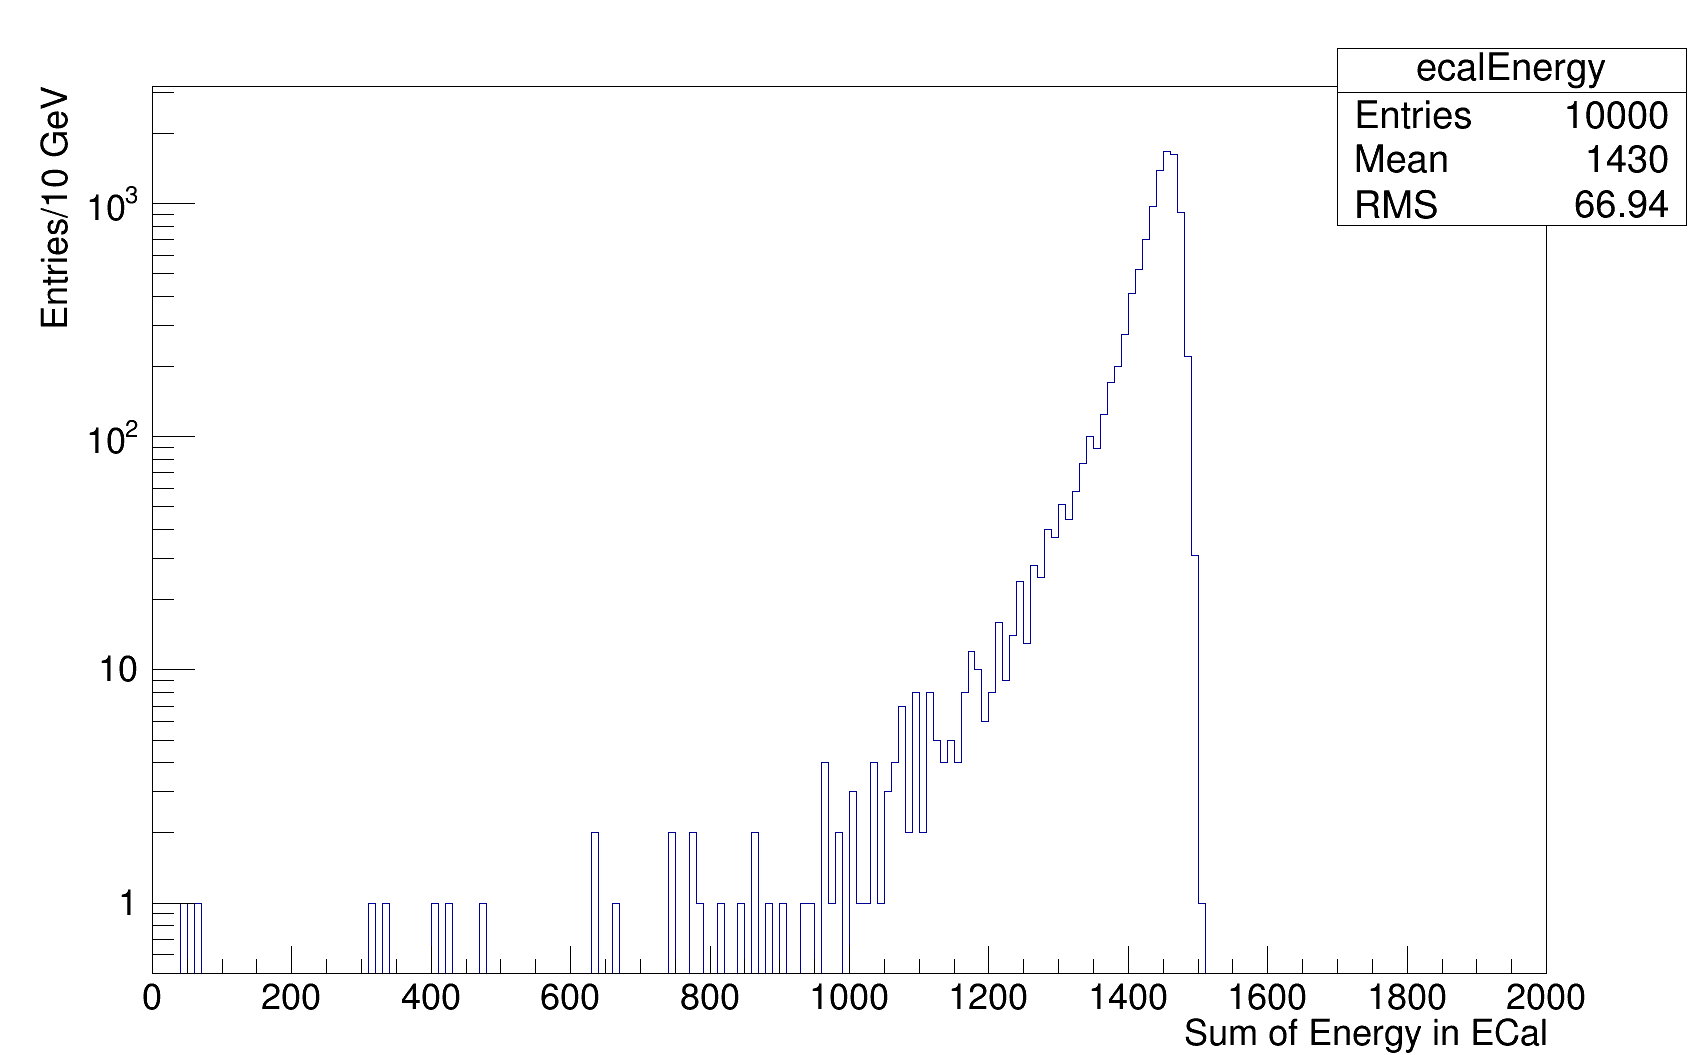 ecalEnergy
Entries 10000
Mean 1430
RMS 66.94
Entries/10 GeV
10³
10²
10
1
0 200 400 600 800 1000 1200 1400 1600 1800 2000
Sum of Energy in ECal